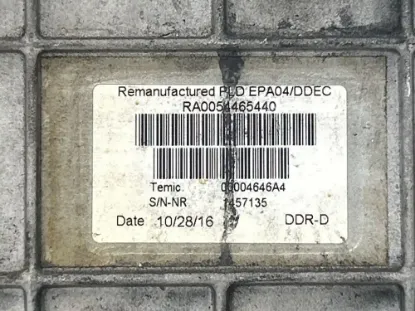 Remanufactured PLD EPA04/DDEC
RA0054465440
Temic. 00004646A4
S/N-NR 1457135
Date 10/28/16 DDR-D